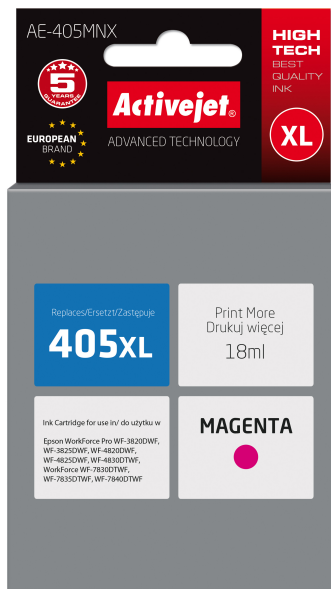 AE-405MNX
HIGH
TECH
BEST
QUALITY
INK
5
YEARS
GUARANTEE
Activejet®
EUROPEAN
BRAND
ADVANCED TECHNOLOGY
XL
Replaces/Ersetzt/Zastępuje
405XL
Print More
Drukuj więcej
18ml
Ink Cartridge for use in/ do użytku w
Epson WorkForce Pro WF-3820DWF,
WF-3825DWF, WF-4820DWF,
WF-4825DWF, WF-4830DTWF,
WorkForce WF-7830DTWF,
WF-7835DTWF, WF-7840DTWF
MAGENTA